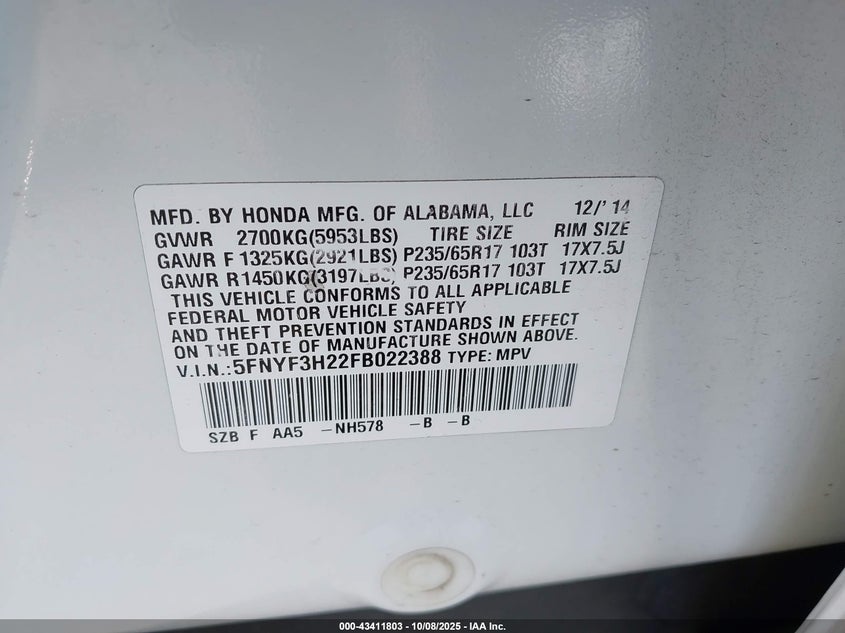 MFD. BY HONDA MFG. OF ALABAMA, LLC 12/'14
GVWR 2700KG(5953LBS) TIRE SIZE RIM SIZE
GAWR F 1325KG(2921LBS) P235/65R17 103T 17X7.5J
GAWR R1450KG(3197LBS) P235/65R17 103T 17X7.5J
THIS VEHICLE CONFORMS TO ALL APPLICABLE
FEDERAL MOTOR VEHICLE SAFETY
AND THEFT PREVENTION STANDARDS IN EFFECT
ON THE DATE OF MANUFACTURE SHOWN ABOVE.
V.I.N.:5FNYF3H22FB022388 TYPE: MPV
SZB F AA5 -NH578 -B -B
000-43411803 - 10/08/2025 - IAA Inc.